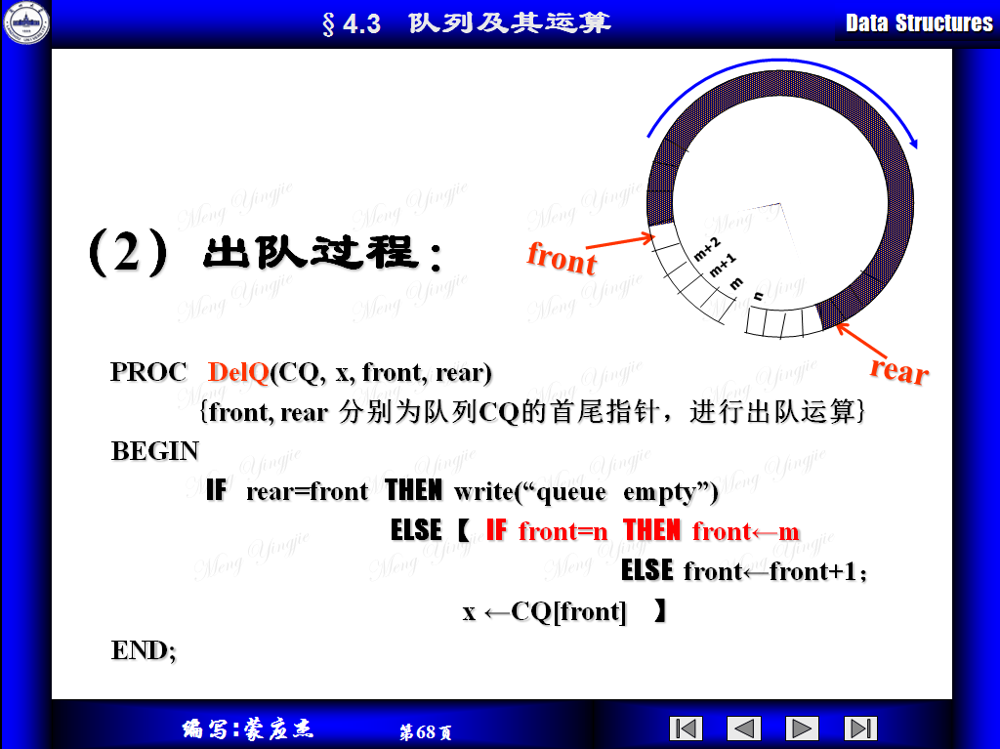 §4.3 队列及其运算
Data Structures
m+2
m+1
m
n
front
rear
（2）出队过程：
PROC DelQ(CQ, x, front, rear)
{front, rear 分别为队列CQ的首尾指针，进行出队运算}
BEGIN
IF rear=front THEN write(“queue empty”)
ELSE【 IF front=n THEN front←m
ELSE front←front+1；
x ←CQ[front] 】
END;
Meng Yingjie
编写:蒙应杰
第68页